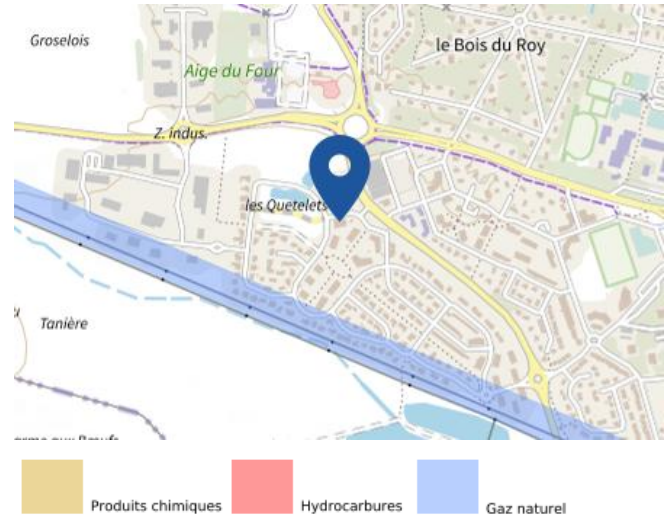 Groselois
le Bois du Roy
Aige du Four
Z. indus.
les Quetelets
Tanière
Produits chimiques
Hydrocarbures
Gaz naturel